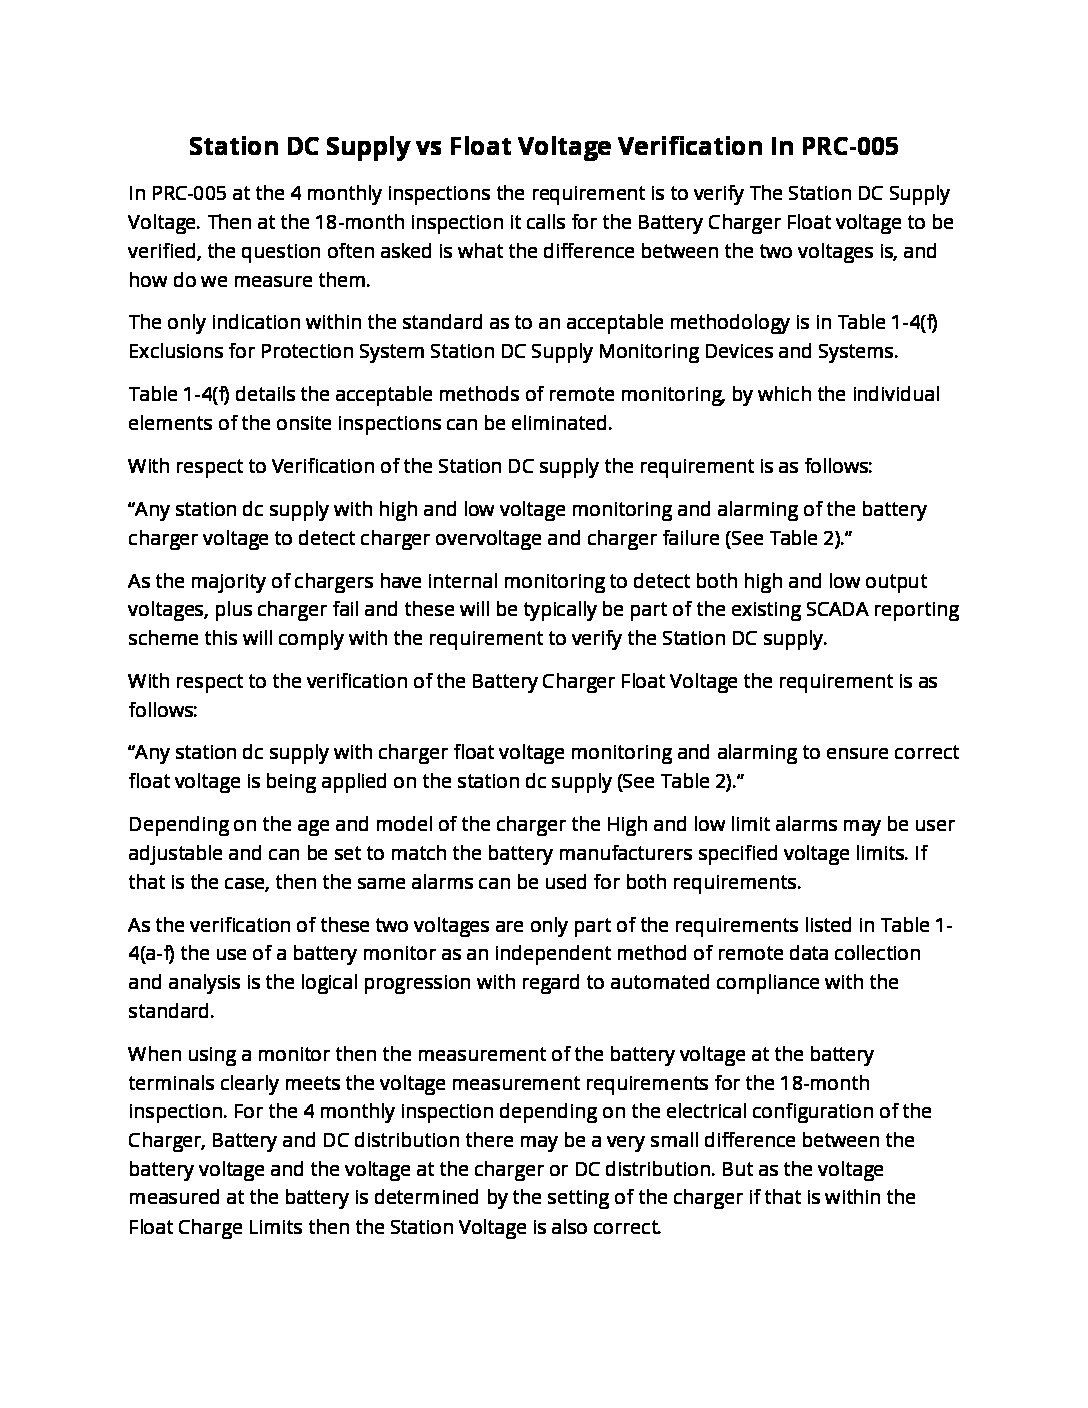 Station DC Supply vs Float Voltage Verification In PRC-005
In PRC-005 at the 4 monthly inspections the requirement is to verify The Station DC Supply
Voltage. Then at the 18-month inspection it calls for the Battery Charger Float voltage to be
verified, the question often asked is what the difference between the two voltages is, and
how do we measure them.
The only indication within the standard as to an acceptable methodology is in Table 1-4(f)
Exclusions for Protection System Station DC Supply Monitoring Devices and Systems.
Table 1-4(f) details the acceptable methods of remote monitoring, by which the individual
elements of the onsite inspections can be eliminated.
With respect to Verification of the Station DC supply the requirement is as follows:
“Any station dc supply with high and low voltage monitoring and alarming of the battery
charger voltage to detect charger overvoltage and charger failure (See Table 2).”
As the majority of chargers have internal monitoring to detect both high and low output
voltages, plus charger fail and these will be typically be part of the existing SCADA reporting
scheme this will comply with the requirement to verify the Station DC supply.
With respect to the verification of the Battery Charger Float Voltage the requirement is as
follows:
“Any station dc supply with charger float voltage monitoring and alarming to ensure correct
float voltage is being applied on the station dc supply (See Table 2).”
Depending on the age and model of the charger the High and low limit alarms may be user
adjustable and can be set to match the battery manufacturers specified voltage limits. If
that is the case, then the same alarms can be used for both requirements.
As the verification of these two voltages are only part of the requirements listed in Table 1-
4(a-f) the use of a battery monitor as an independent method of remote data collection
and analysis is the logical progression with regard to automated compliance with the
standard.
When using a monitor then the measurement of the battery voltage at the battery
terminals clearly meets the voltage measurement requirements for the 18-month
inspection. For the 4 monthly inspection depending on the electrical configuration of the
Charger, Battery and DC distribution there may be a very small difference between the
battery voltage and the voltage at the charger or DC distribution. But as the voltage
measured at the battery is determined by the setting of the charger if that is within the
Float Charge Limits then the Station Voltage is also correct.